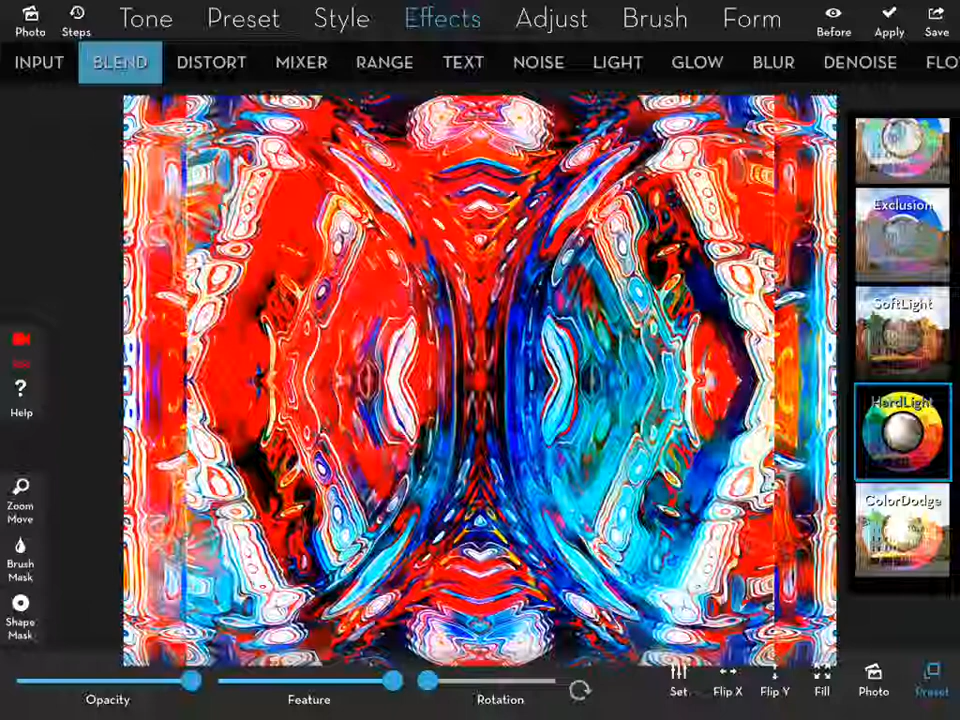 Tone Preset Style Effects Adjust Brush Form
Photo Steps Before Apply Save
INPUT BLEND DISTORT MIXER RANGE TEXT NOISE LIGHT GLOW BLUR DENOISE FLO
Exclusion
SoftLight
HardLight
ColorDodge
?
Help
Zoom
Move
Brush
Mask
Shape
Mask
Opacity Feature Rotation
Set Flip X Flip Y Fill Photo Preset